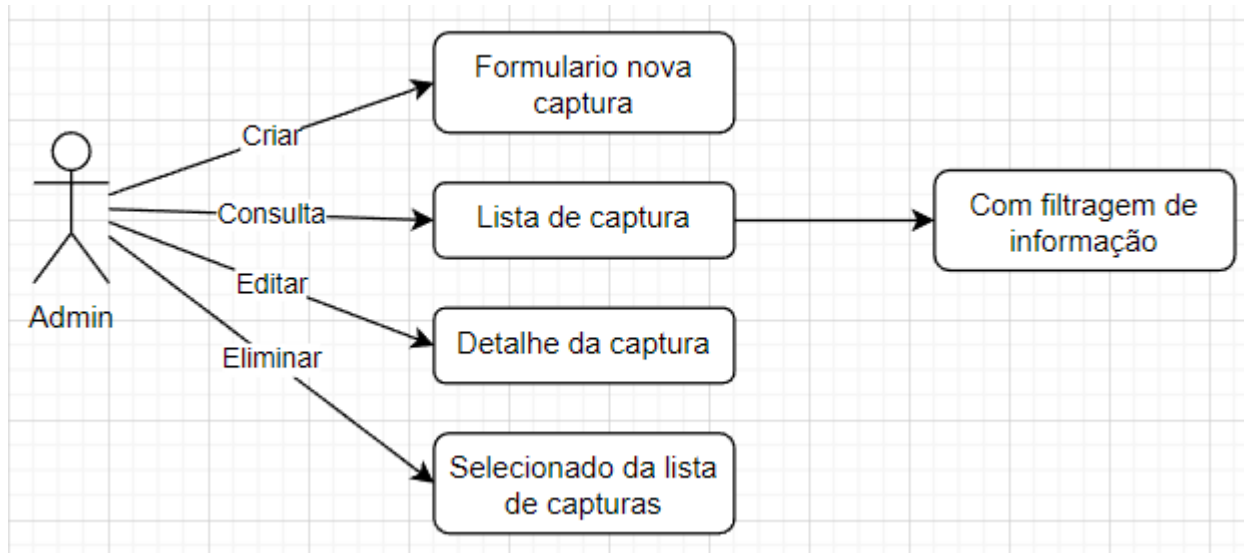 Formulario nova
captura
Criar
Consulta
Lista de captura
Com filtragem de
informação
Editar
Admin
Detalhe da captura
Eliminar
Selecionado da lista
de capturas